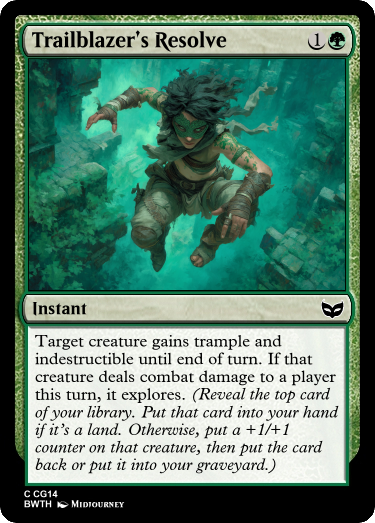 Trailblazer's Resolve 1
Instant
Target creature gains trample and
indestructible until end of turn. If that
creature deals combat damage to a player
this turn, it explores. (Reveal the top card
of your library. Put that card into your hand
if it's a land. Otherwise, put a +1/+1
counter on that creature, then put the card
back or put it into your graveyard.)
C CG14
BWTH Midjourney